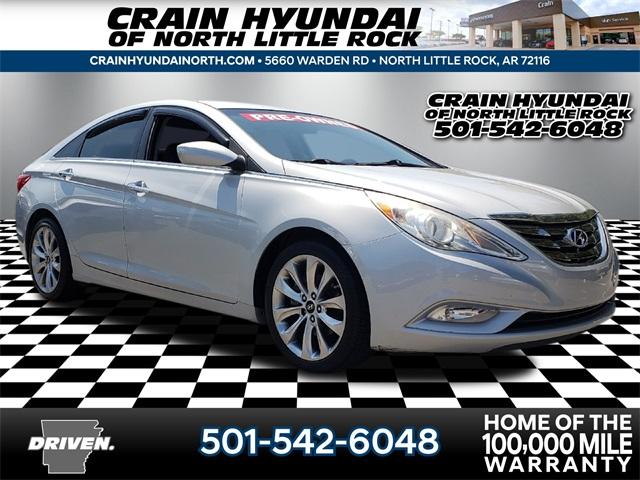 CRAIN HYUNDAI
OF NORTH LITTLE ROCK
CRAINHYUNDAINORTH.COM • 5660 WARDEN RD • NORTH LITTLE ROCK, AR 72116
Crain
CRAIN HYUNDAI
OF NORTH LITTLE ROCK
501-542-6048
PRE-OWNED
DRIVEN.
501-542-6048
HOME OF THE
100,000 MILE
WARRANTY